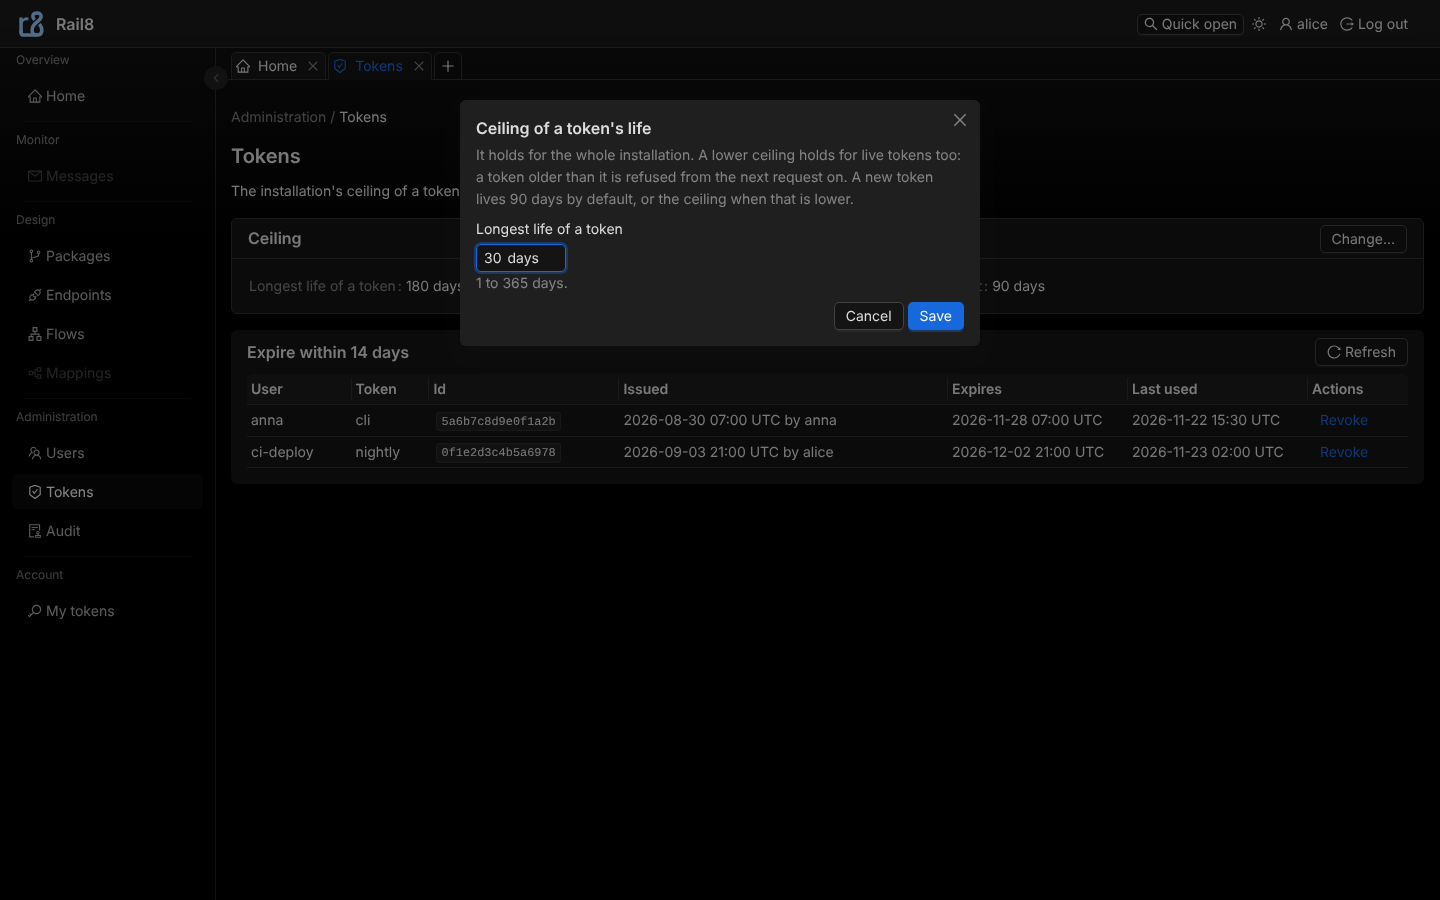 r8 Rail8
Quick open
alice
Log out
Overview
Home
Monitor
Messages
Design
Packages
Endpoints
Flows
Mappings
Administration
Users
Tokens
Audit
Account
My tokens
Home
Tokens
Administration / Tokens
Tokens
The installation's ceiling of a token
Ceiling
Change...
Longest life of a token: 180 days
: 90 days
Ceiling of a token's life
It holds for the whole installation. A lower ceiling holds for live tokens too:
a token older than it is refused from the next request on. A new token
lives 90 days by default, or the ceiling when that is lower.
Longest life of a token
30 days
1 to 365 days.
Cancel
Save
Expire within 14 days
Refresh
User Token Id Issued Expires Last used Actions
anna cli 5a6b7c8d9e0f1a2b 2026-08-30 07:00 UTC by anna 2026-11-28 07:00 UTC 2026-11-22 15:30 UTC Revoke
ci-deploy nightly 0f1e2d3c4b5a6978 2026-09-03 21:00 UTC by alice 2026-12-02 21:00 UTC 2026-11-23 02:00 UTC Revoke